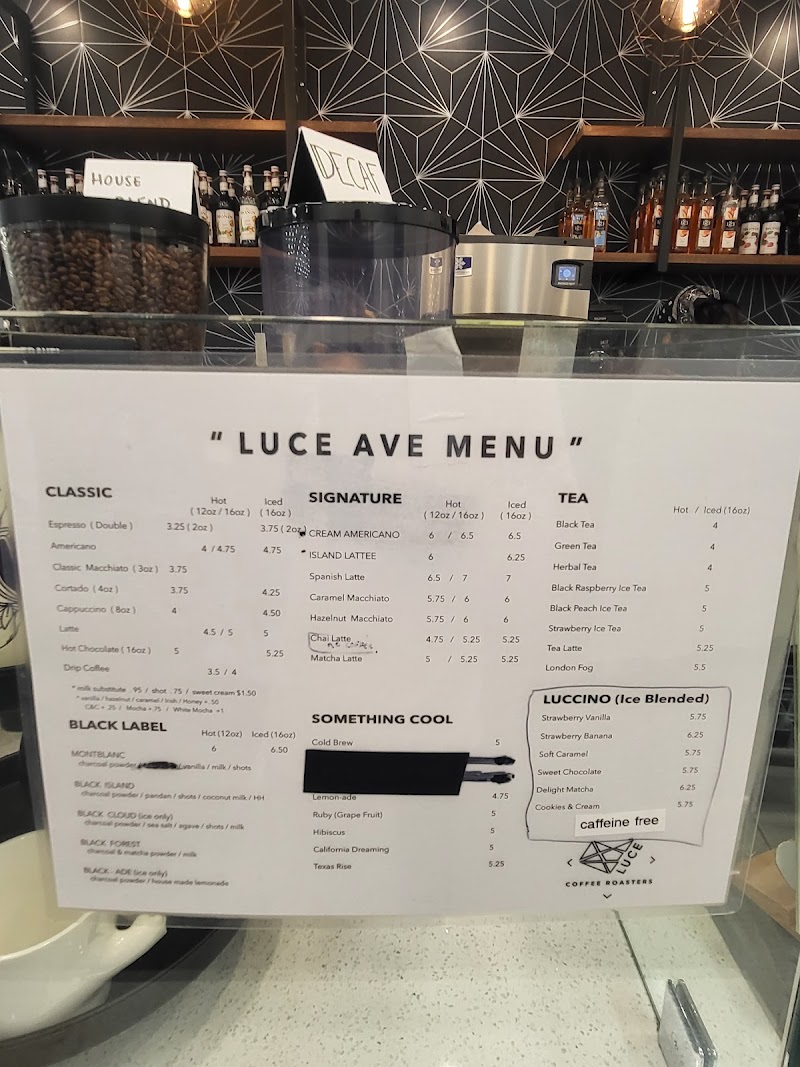 HOUSE
BLEND
DECAF
" LUCE AVE MENU "
CLASSIC
Hot Iced
( 12oz / 16oz ) ( 16oz )
Espresso ( Double ) 3.25 ( 2oz ) 3.75 ( 2oz )
Americano 4 / 4.75 4.75
Classic Macchiato ( 3oz ) 3.75
Cortado ( 4oz ) 3.75 4.25
Cappuccino ( 8oz ) 4 4.50
Latte 4.5 / 5 5
Hot Chocolate ( 16oz ) 5 5.25
Drip Coffee 3.5 / 4
* milk substitute . 95 / shot . 75 / sweet cream $1.50
* vanilla / hazelnut / caramel / Irish / Honey + .50
C&C + .25 / Mocha + .75 / White Mocha +1
BLACK LABEL
Hot (12oz) Iced (16oz)
MONTBLANC 6 6.50
charcoal powder / vanilla / milk / shots
BLACK ISLAND
charcoal powder / pandan / shots / coconut milk / HH
BLACK CLOUD (ice only)
charcoal powder / sea salt / agave / shots / milk
BLACK FOREST
charcoal & matcha powder / milk
BLACK - ADE (ice only)
charcoal powder / house made lemonade
SIGNATURE
Hot Iced
( 12oz / 16oz ) ( 16oz )
CREAM AMERICANO 6 / 6.5 6.5
ISLAND LATTEE 6 6.25
Spanish Latte 6.5 / 7 7
Caramel Macchiato 5.75 / 6 6
Hazelnut Macchiato 5.75 / 6 6
Chai Latte 4.75 / 5.25 5.25
Matcha Latte 5 / 5.25 5.25
SOMETHING COOL
Cold Brew 5
Lemon-ade 4.75
Ruby (Grape Fruit) 5
Hibiscus 5
California Dreaming 5
Texas Rise 5.25
TEA
Hot / Iced (16oz)
Black Tea 4
Green Tea 4
Herbal Tea 4
Black Raspberry Ice Tea 5
Black Peach Ice Tea 5
Strawberry Ice Tea 5
Tea Latte 5.25
London Fog 5.5
LUCCINO (Ice Blended)
Strawberry Vanilla 5.75
Strawberry Banana 6.25
Soft Caramel 5.75
Sweet Chocolate 5.75
Delight Matcha 6.25
Cookies & Cream 5.75
caffeine free
LUCE
COFFEE ROASTERS